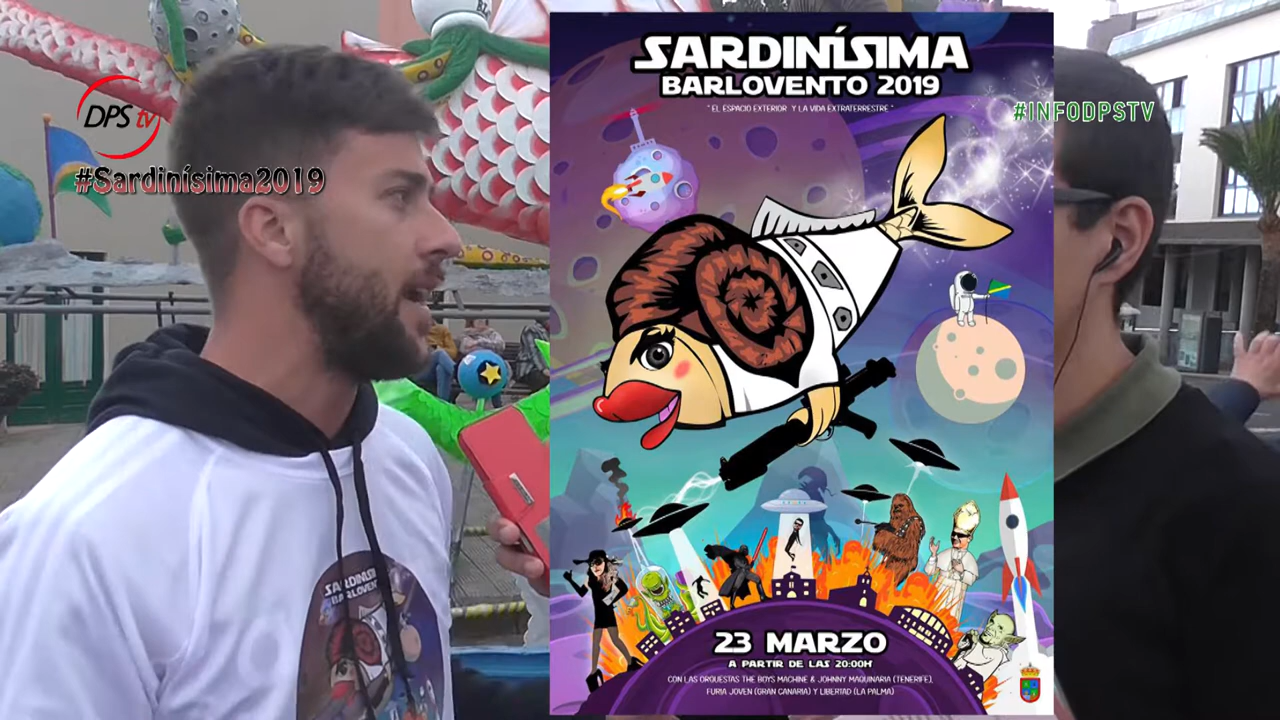 DPS tv
#Sardinísima2019
#INFODPSTV
SARDINÍSIMA
BARLOVENTO 2019
" EL ESPACIO EXTERIOR Y LA VIDA EXTRATERRESTRE "
23 MARZO
A PARTIR DE LAS 20:00H
CON LAS ORQUESTAS THE BOYS MACHINE & JOHNNY MAQUINARIA (TENERIFE),
FURIA JOVEN (GRAN CANARIA) Y LIBERTAD (LA PALMA)